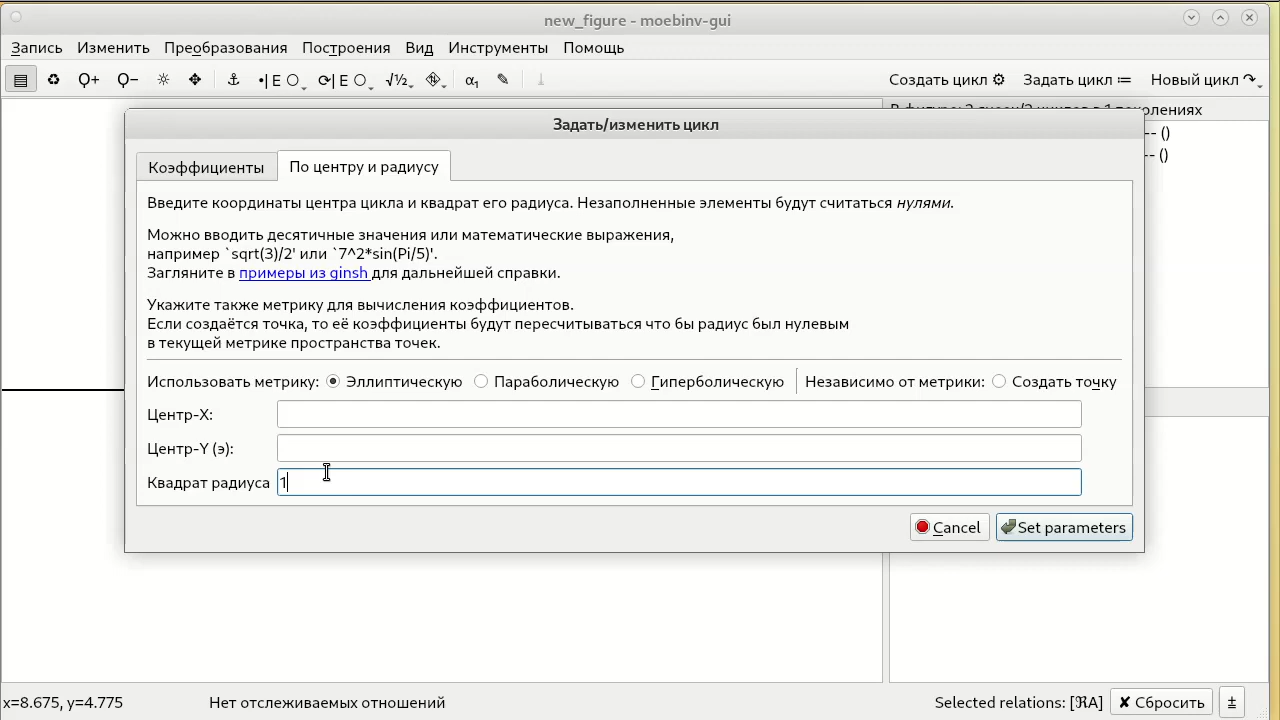 new_figure - moebinv-gui
Запись Изменить Преобразования Построения Вид Инструменты Помощь
Создать цикл Задать цикл Новый цикл
Задать/изменить цикл
-- ()
-- ()
Коэффициенты По центру и радиусу
Введите координаты центра цикла и квадрат его радиуса. Незаполненные элементы будут считаться нулями.
Можно вводить десятичные значения или математические выражения,
например `sqrt(3)/2' или `7^2*sin(Pi/5)'.
Загляните в примеры из ginsh для дальнейшей справки.
Укажите также метрику для вычисления коэффициентов.
Если создаётся точка, то её коэффициенты будут пересчитываться что бы радиус был нулевым
в текущей метрике пространства точек.
Использовать метрику: Эллиптическую Параболическую Гиперболическую Независимо от метрики: Создать точку
Центр-X:
Центр-Y (э):
Квадрат радиуса 1
Cancel Set parameters
x=8.675, y=4.775 Нет отслеживаемых отношений Selected relations: [ℜA] ✘ Сбросить ±